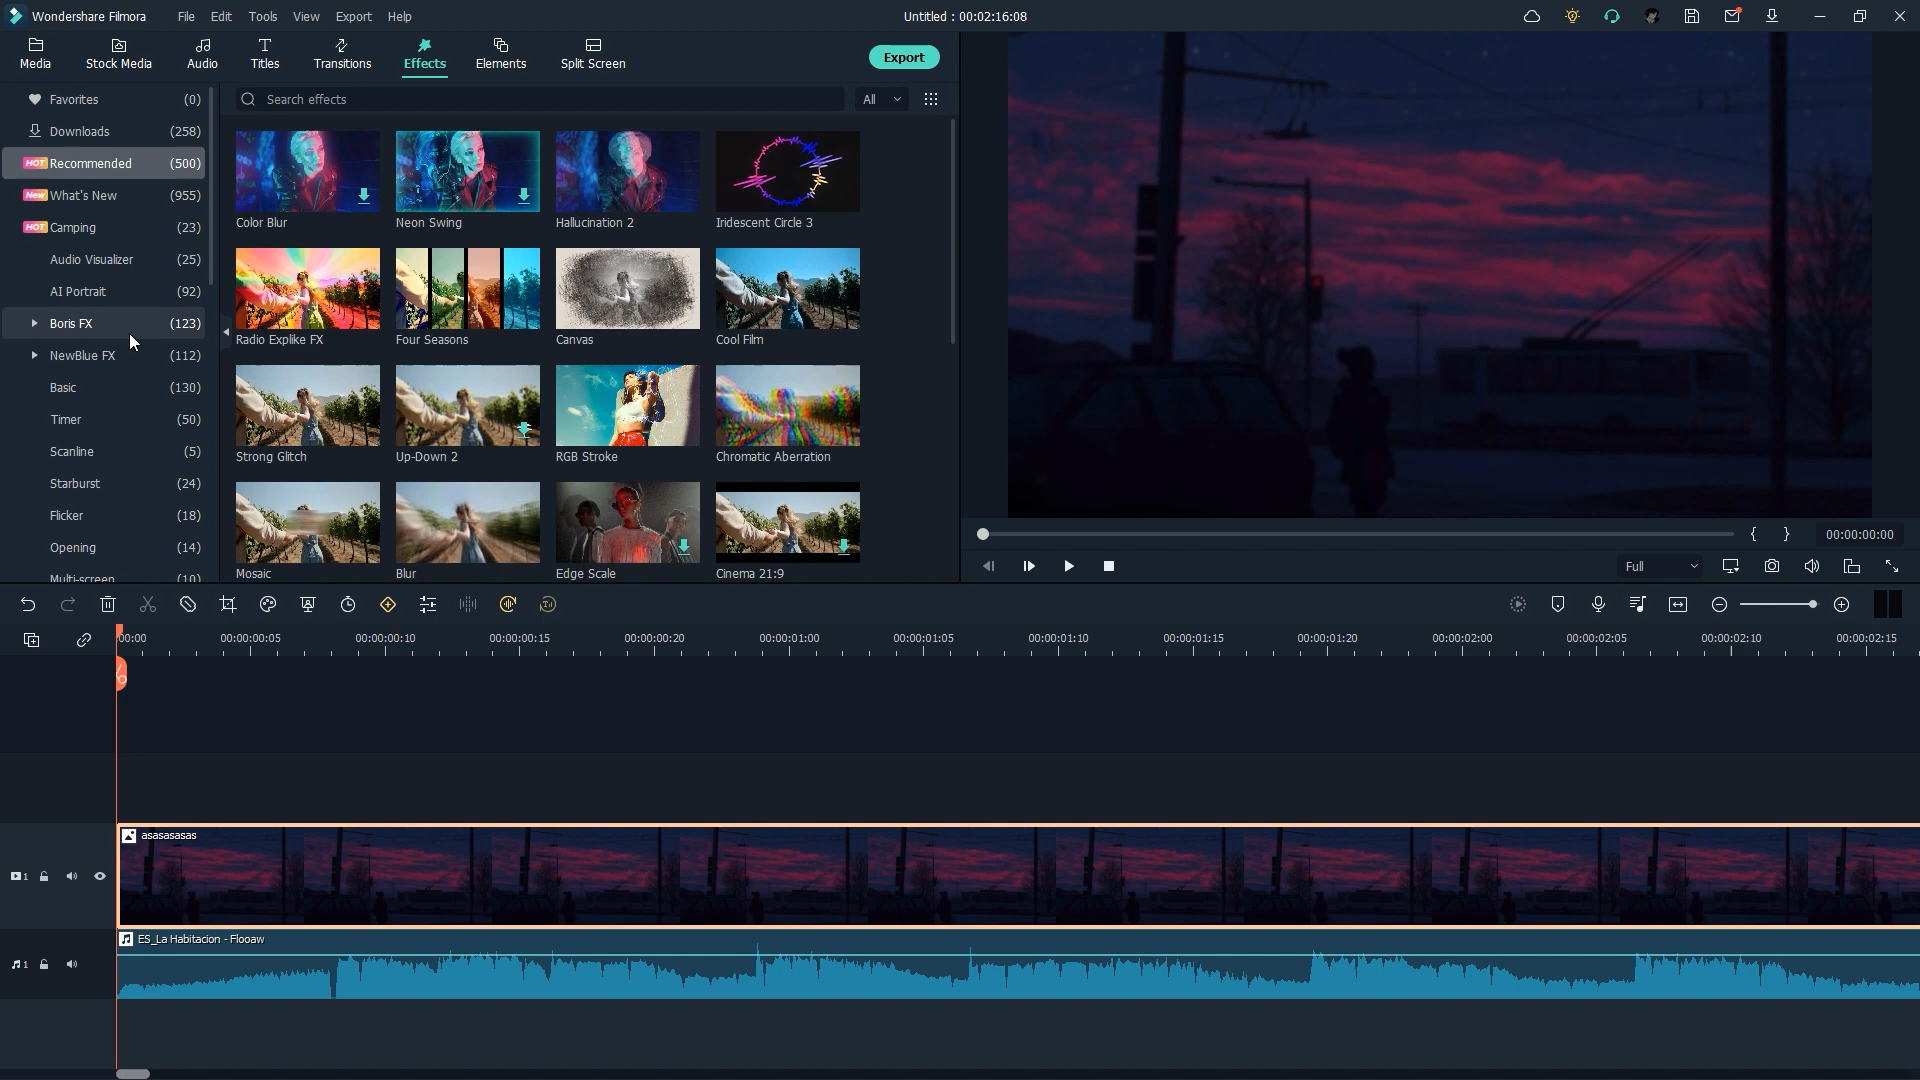 Wondershare Filmora File Edit Tools View Export Help Untitled : 00:02:16:08
Media Stock Media Audio Titles Transitions Effects Elements Split Screen Export
Favorites (0)
Downloads (258)
HOT Recommended (500)
New What's New (955)
HOT Camping (23)
Audio Visualizer (25)
AI Portrait (92)
Boris FX (123)
NewBlue FX (112)
Basic (130)
Timer (50)
Scanline (5)
Starburst (24)
Flicker (18)
Opening (14)
Multi-screen (10)
Search effects All
Color Blur Neon Swing Hallucination 2 Iridescent Circle 3
Radio Explike FX Four Seasons Canvas Cool Film
Strong Glitch Up-Down 2 RGB Stroke Chromatic Aberration
Mosaic Blur Edge Scale Cinema 21:9
{ } 00:00:00:00
Full
00:00 00:00:00:05 00:00:00:10 00:00:00:15 00:00:00:20 00:00:01:00 00:00:01:05 00:00:01:10 00:00:01:15 00:00:01:20 00:00:02:00 00:00:02:05 00:00:02:10 00:00:02:15
asasasasas
1
ES_La Habitacion - Flooaw
1